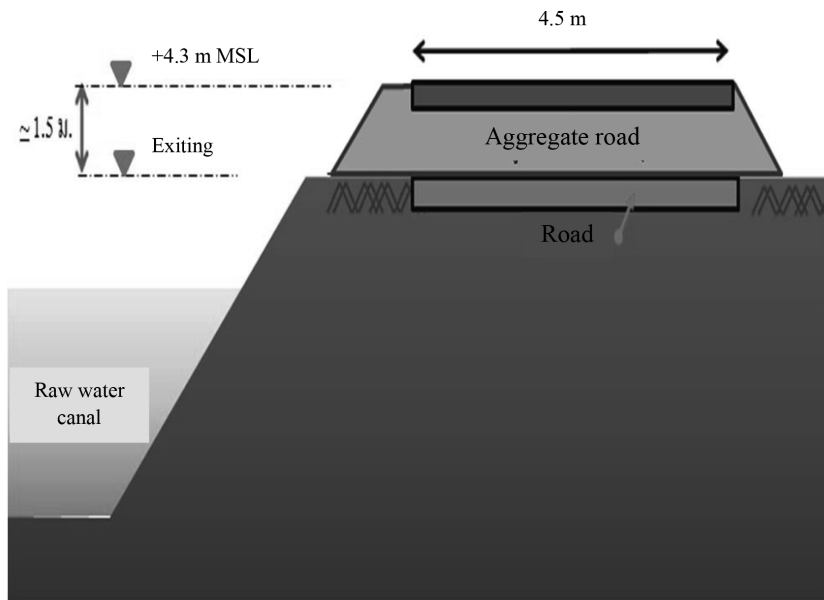 4.5 m
+4.3 m MSL
≃1.5 ม.
Exiting
Aggregate road
Road
Raw water
canal